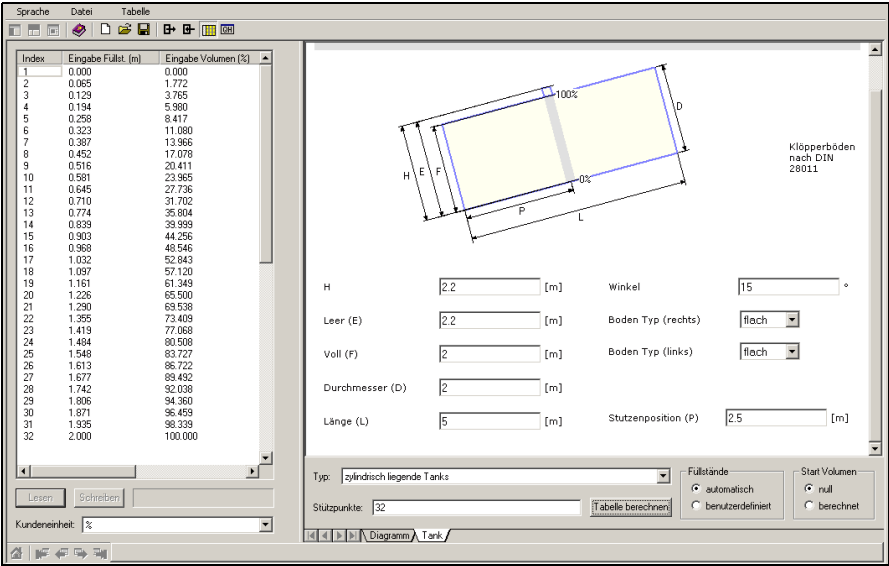 Sprache Datei Tabelle
Index Eingabe Füllst. (m) Eingabe Volumen (%)
1 0.000 0.000
2 0.065 1.772
3 0.129 3.765
4 0.194 5.980
5 0.258 8.417
6 0.323 11.080
7 0.387 13.966
8 0.452 17.078
9 0.516 20.411
10 0.581 23.965
11 0.645 27.736
12 0.710 31.702
13 0.774 35.804
14 0.839 39.999
15 0.903 44.256
16 0.968 48.546
17 1.032 52.843
18 1.097 57.120
19 1.161 61.349
20 1.226 65.500
21 1.290 69.538
22 1.355 73.409
23 1.419 77.068
24 1.484 80.508
25 1.548 83.727
26 1.613 86.722
27 1.677 89.492
28 1.742 92.038
29 1.806 94.360
30 1.871 96.459
31 1.935 98.339
32 2.000 100.000
Lesen Schreiben
Kundeneinheit: %
100%
D
H E F
0%
P
L
Klöpperböden
nach DIN
28011
H 2.2 [m] Winkel 15 °
Leer (E) 2.2 [m] Boden Typ (rechts) flach
Voll (F) 2 [m] Boden Typ (links) flach
Durchmesser (D) 2 [m]
Länge (L) 5 [m] Stutzenposition (P) 2.5 [m]
Typ: zylindrisch liegende Tanks
Stützpunkte: 32 Tabelle berechnen
Füllstände
automatisch
benutzerdefiniert
Start Volumen
null
berechnet
Diagramm Tank